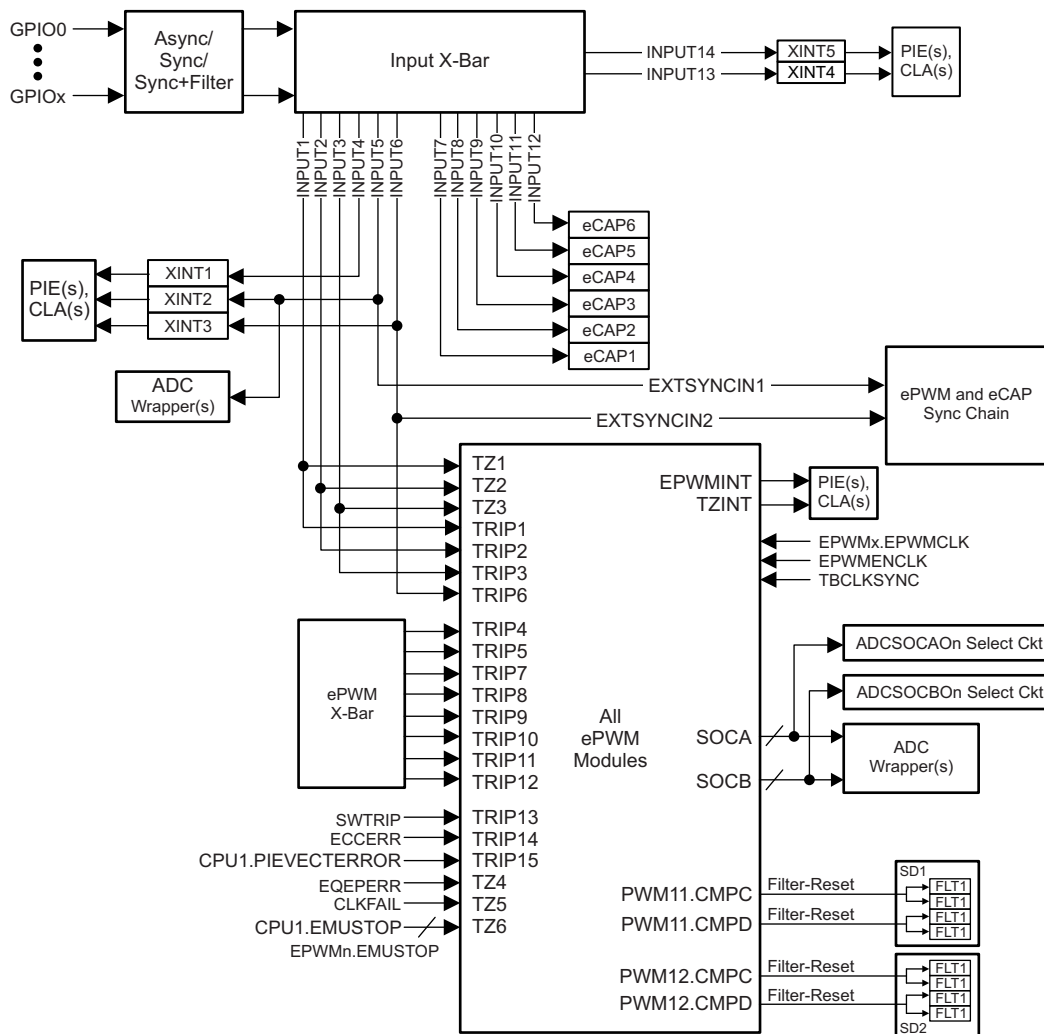 GPIO0
GPIOx
Async/
Sync/
Sync+Filter
Input X-Bar
INPUT14
INPUT13
XINT5
XINT4
PIE(s),
CLA(s)
INPUT1
INPUT2
INPUT3
INPUT4
INPUT5
INPUT6
INPUT7
INPUT8
INPUT9
INPUT10
INPUT11
INPUT12
eCAP6
eCAP5
eCAP4
eCAP3
eCAP2
eCAP1
PIE(s),
CLA(s)
XINT1
XINT2
XINT3
ADC
Wrapper(s)
EXTSYNCIN1
EXTSYNCIN2
ePWM and eCAP
Sync Chain
TZ1
TZ2
TZ3
TRIP1
TRIP2
TRIP3
TRIP6
EPWMINT
TZINT
PIE(s),
CLA(s)
EPWMx.EPWMCLK
EPWMENCLK
TBCLKSYNC
ePWM
X-Bar
TRIP4
TRIP5
TRIP7
TRIP8
TRIP9
TRIP10
TRIP11
TRIP12
All
ePWM
Modules
ADCSOCAOn Select Ckt
ADCSOCBOn Select Ckt
SOCA
SOCB
ADC
Wrapper(s)
SWTRIP
ECCERR
CPU1.PIEVECTERROR
EQEPERR
CLKFAIL
CPU1.EMUSTOP
EPWMn.EMUSTOP
TRIP13
TRIP14
TRIP15
TZ4
TZ5
TZ6
PWM11.CMPC
PWM11.CMPD
PWM12.CMPC
PWM12.CMPD
Filter-Reset
Filter-Reset
Filter-Reset
Filter-Reset
SD1
FLT1
FLT1
FLT1
FLT1
FLT1
FLT1
FLT1
FLT1
SD2